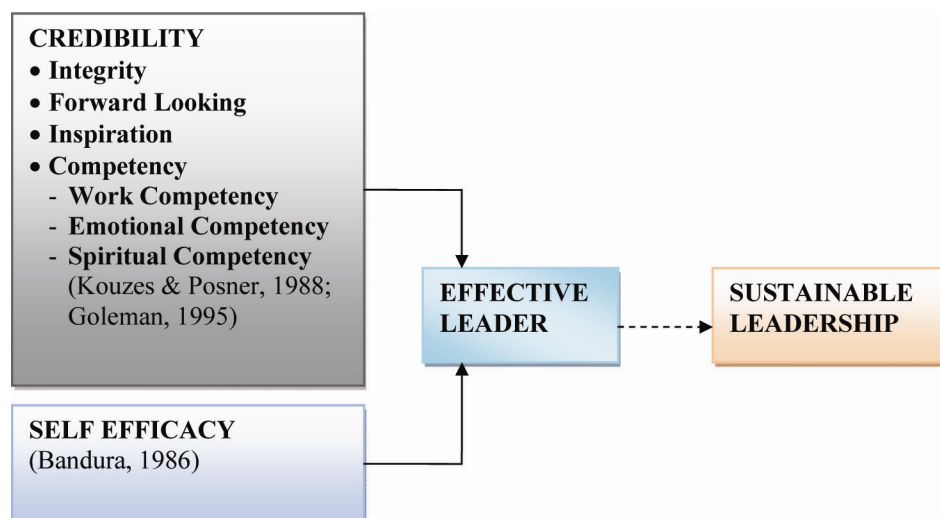 CREDIBILITY
• Integrity
• Forward Looking
• Inspiration
• Competency
- Work Competency
- Emotional Competency
- Spiritual Competency
(Kouzes & Posner, 1988;
Goleman, 1995)
EFFECTIVE
LEADER
SUSTAINABLE
LEADERSHIP
SELF EFFICACY
(Bandura, 1986)